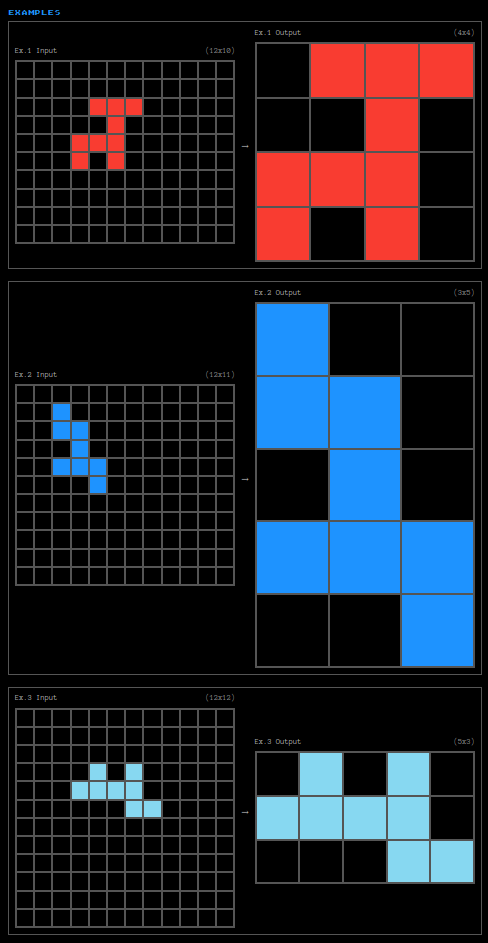 EXAMPLES
Ex.1 Input (12x10)
Ex.1 Output (4x4)
→
Ex.2 Input (12x11)
Ex.2 Output (3x5)
→
Ex.3 Input (12x12)
Ex.3 Output (5x3)
→